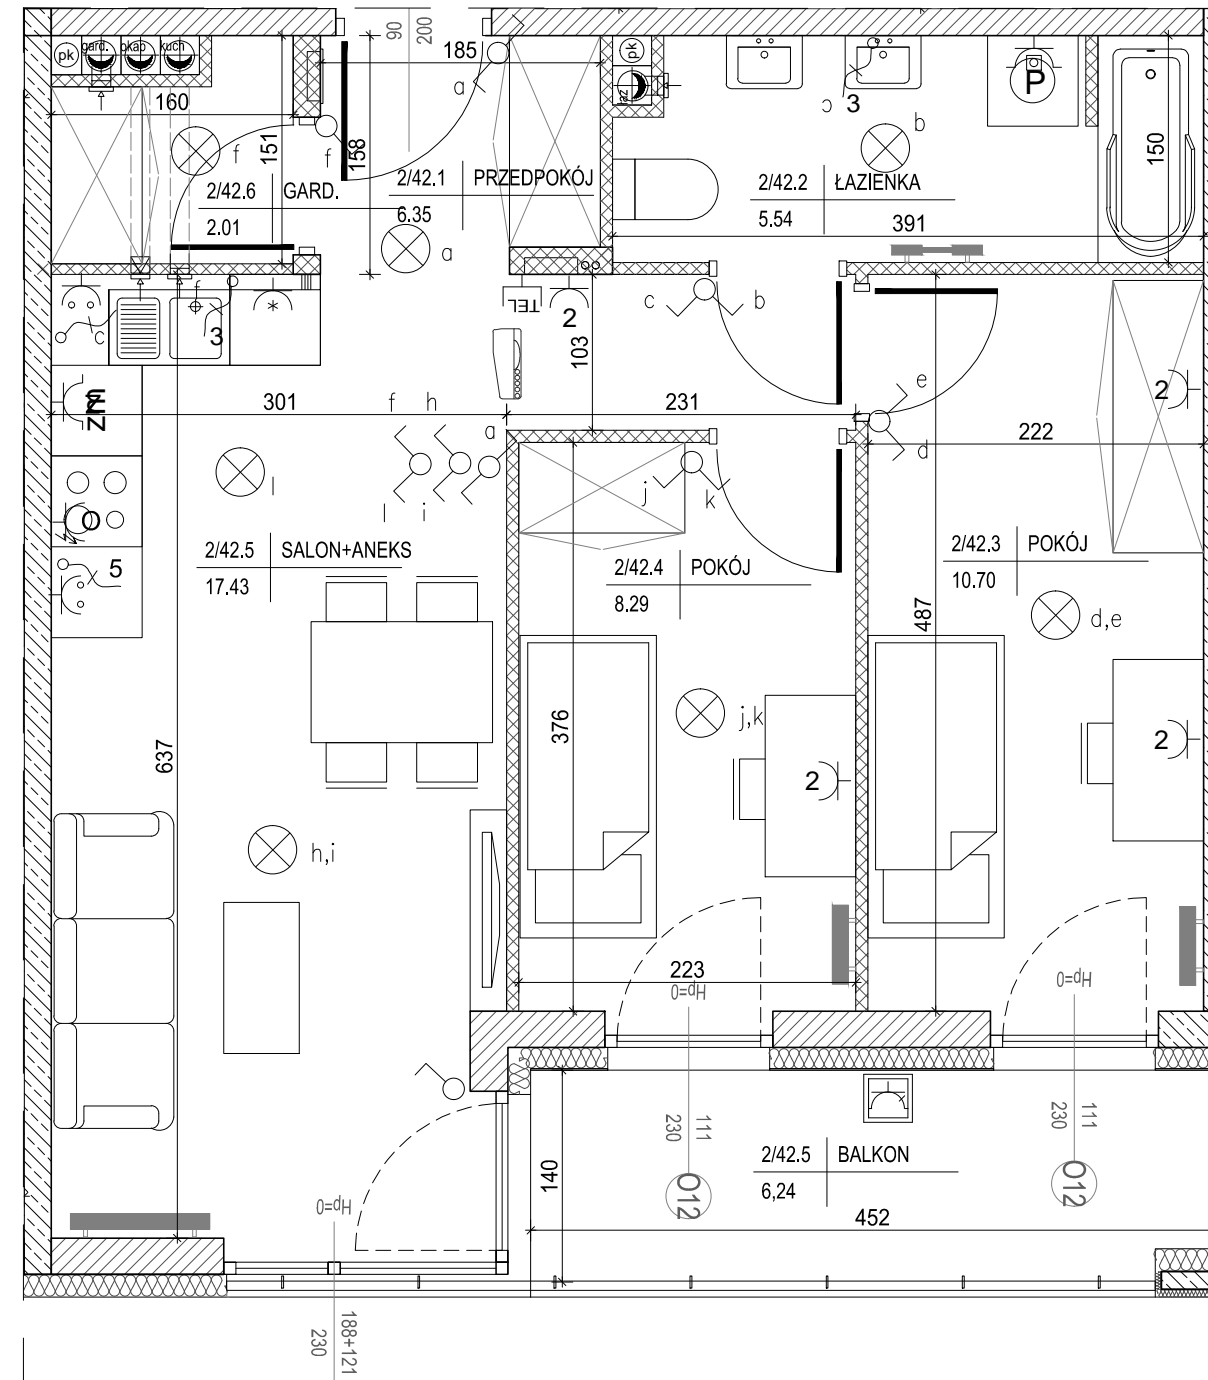 200
90
gard.
okap
kuch
pk
pk
łaz
185
a
160
151
158
f
f
c
3
b
P
150
2/42.6 GARD.
2.01
2/42.1 PRZEDPOKÓJ
6.35
a
2/42.2 ŁAZIENKA
5.54
391
f
c
3
*
TEL
2
c
b
103
ZM
301
f
h
a
231
e
d
222
2
l
l
i
j
k
5
2/42.5 SALON+ANEKS
17.43
2/42.4 POKÓJ
8.29
2/42.3 POKÓJ
10.70
487
d,e
376
j,k
637
2
2
h,i
223
Hp=0
Hp=0
111
230
111
230
2/42.5 BALKON
6,24
140
O12
O12
452
Hp=0
188+121
230